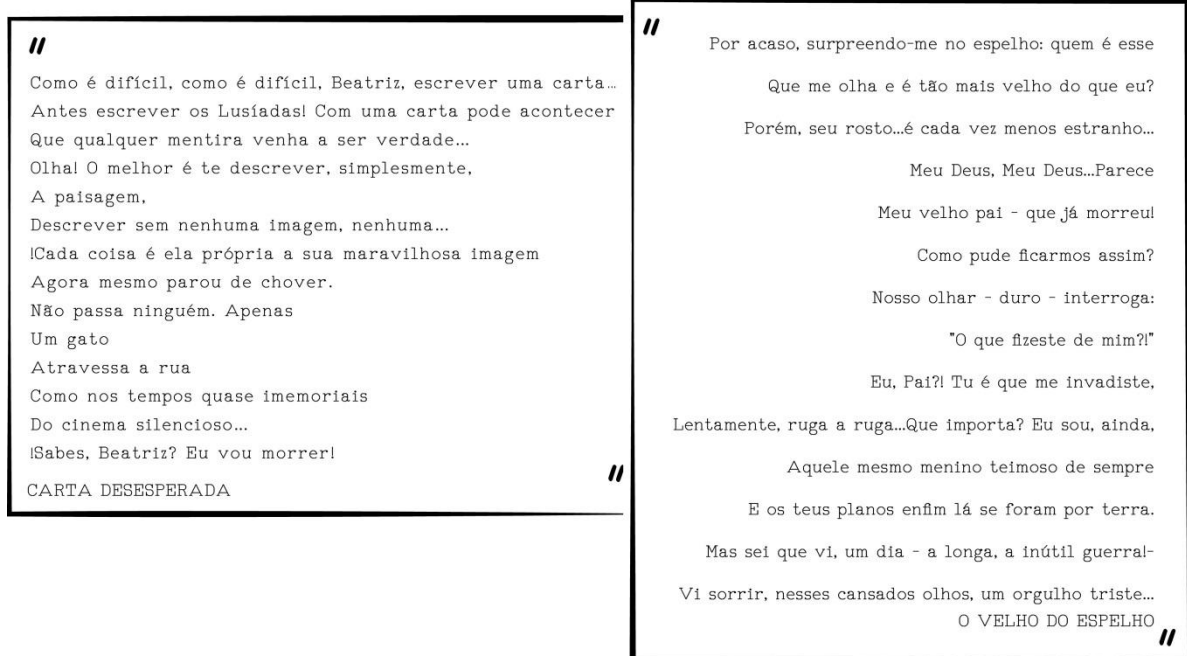 "
Como é difícil, como é difícil, Beatriz, escrever uma carta...
Antes escrever os Lusíadas! Com uma carta pode acontecer
Que qualquer mentira venha a ser verdade...
Olha! O melhor é te descrever, simplesmente,
A paisagem,
Descrever sem nenhuma imagem, nenhuma...
!Cada coisa é ela própria a sua maravilhosa imagem
Agora mesmo parou de chover.
Não passa ninguém. Apenas
Um gato
Atravessa a rua
Como nos tempos quase imemoriais
Do cinema silencioso...
!Sabes, Beatriz? Eu vou morrer!
"
CARTA DESESPERADA
"
Por acaso, surpreendo-me no espelho: quem é esse
Que me olha e é tão mais velho do que eu?
Porém, seu rosto...é cada vez menos estranho...
Meu Deus, Meu Deus...Parece
Meu velho pai - que já morreu!
Como pude ficarmos assim?
Nosso olhar - duro - interroga:
"O que fizeste de mim?!"
Eu, Pai?! Tu é que me invadiste,
Lentamente, ruga a ruga...Que importa? Eu sou, ainda,
Aquele mesmo menino teimoso de sempre
E os teus planos enfim lá se foram por terra.
Mas sei que vi, um dia - a longa, a inútil guerra!-
Vi sorrir, nesses cansados olhos, um orgulho triste...
O VELHO DO ESPELHO
"